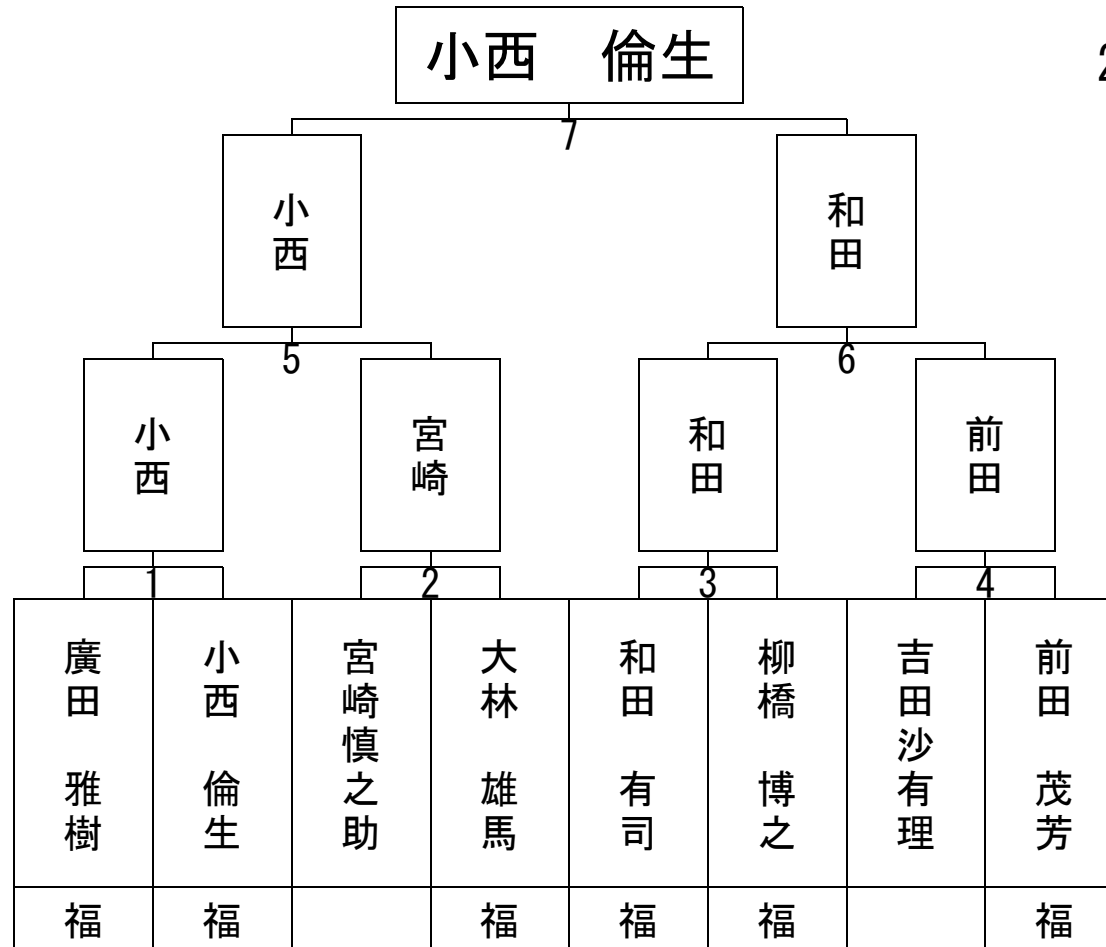 小西　倫生
2
7
小西
和田
5
6
小西
宮崎
和田
前田
1
2
3
4
廣田　雅樹
小西　倫生
宮崎慎之助
大林　雄馬
和田　有司
柳橋　博之
吉田沙有理
前田　茂芳
福
福
福
福
福
福